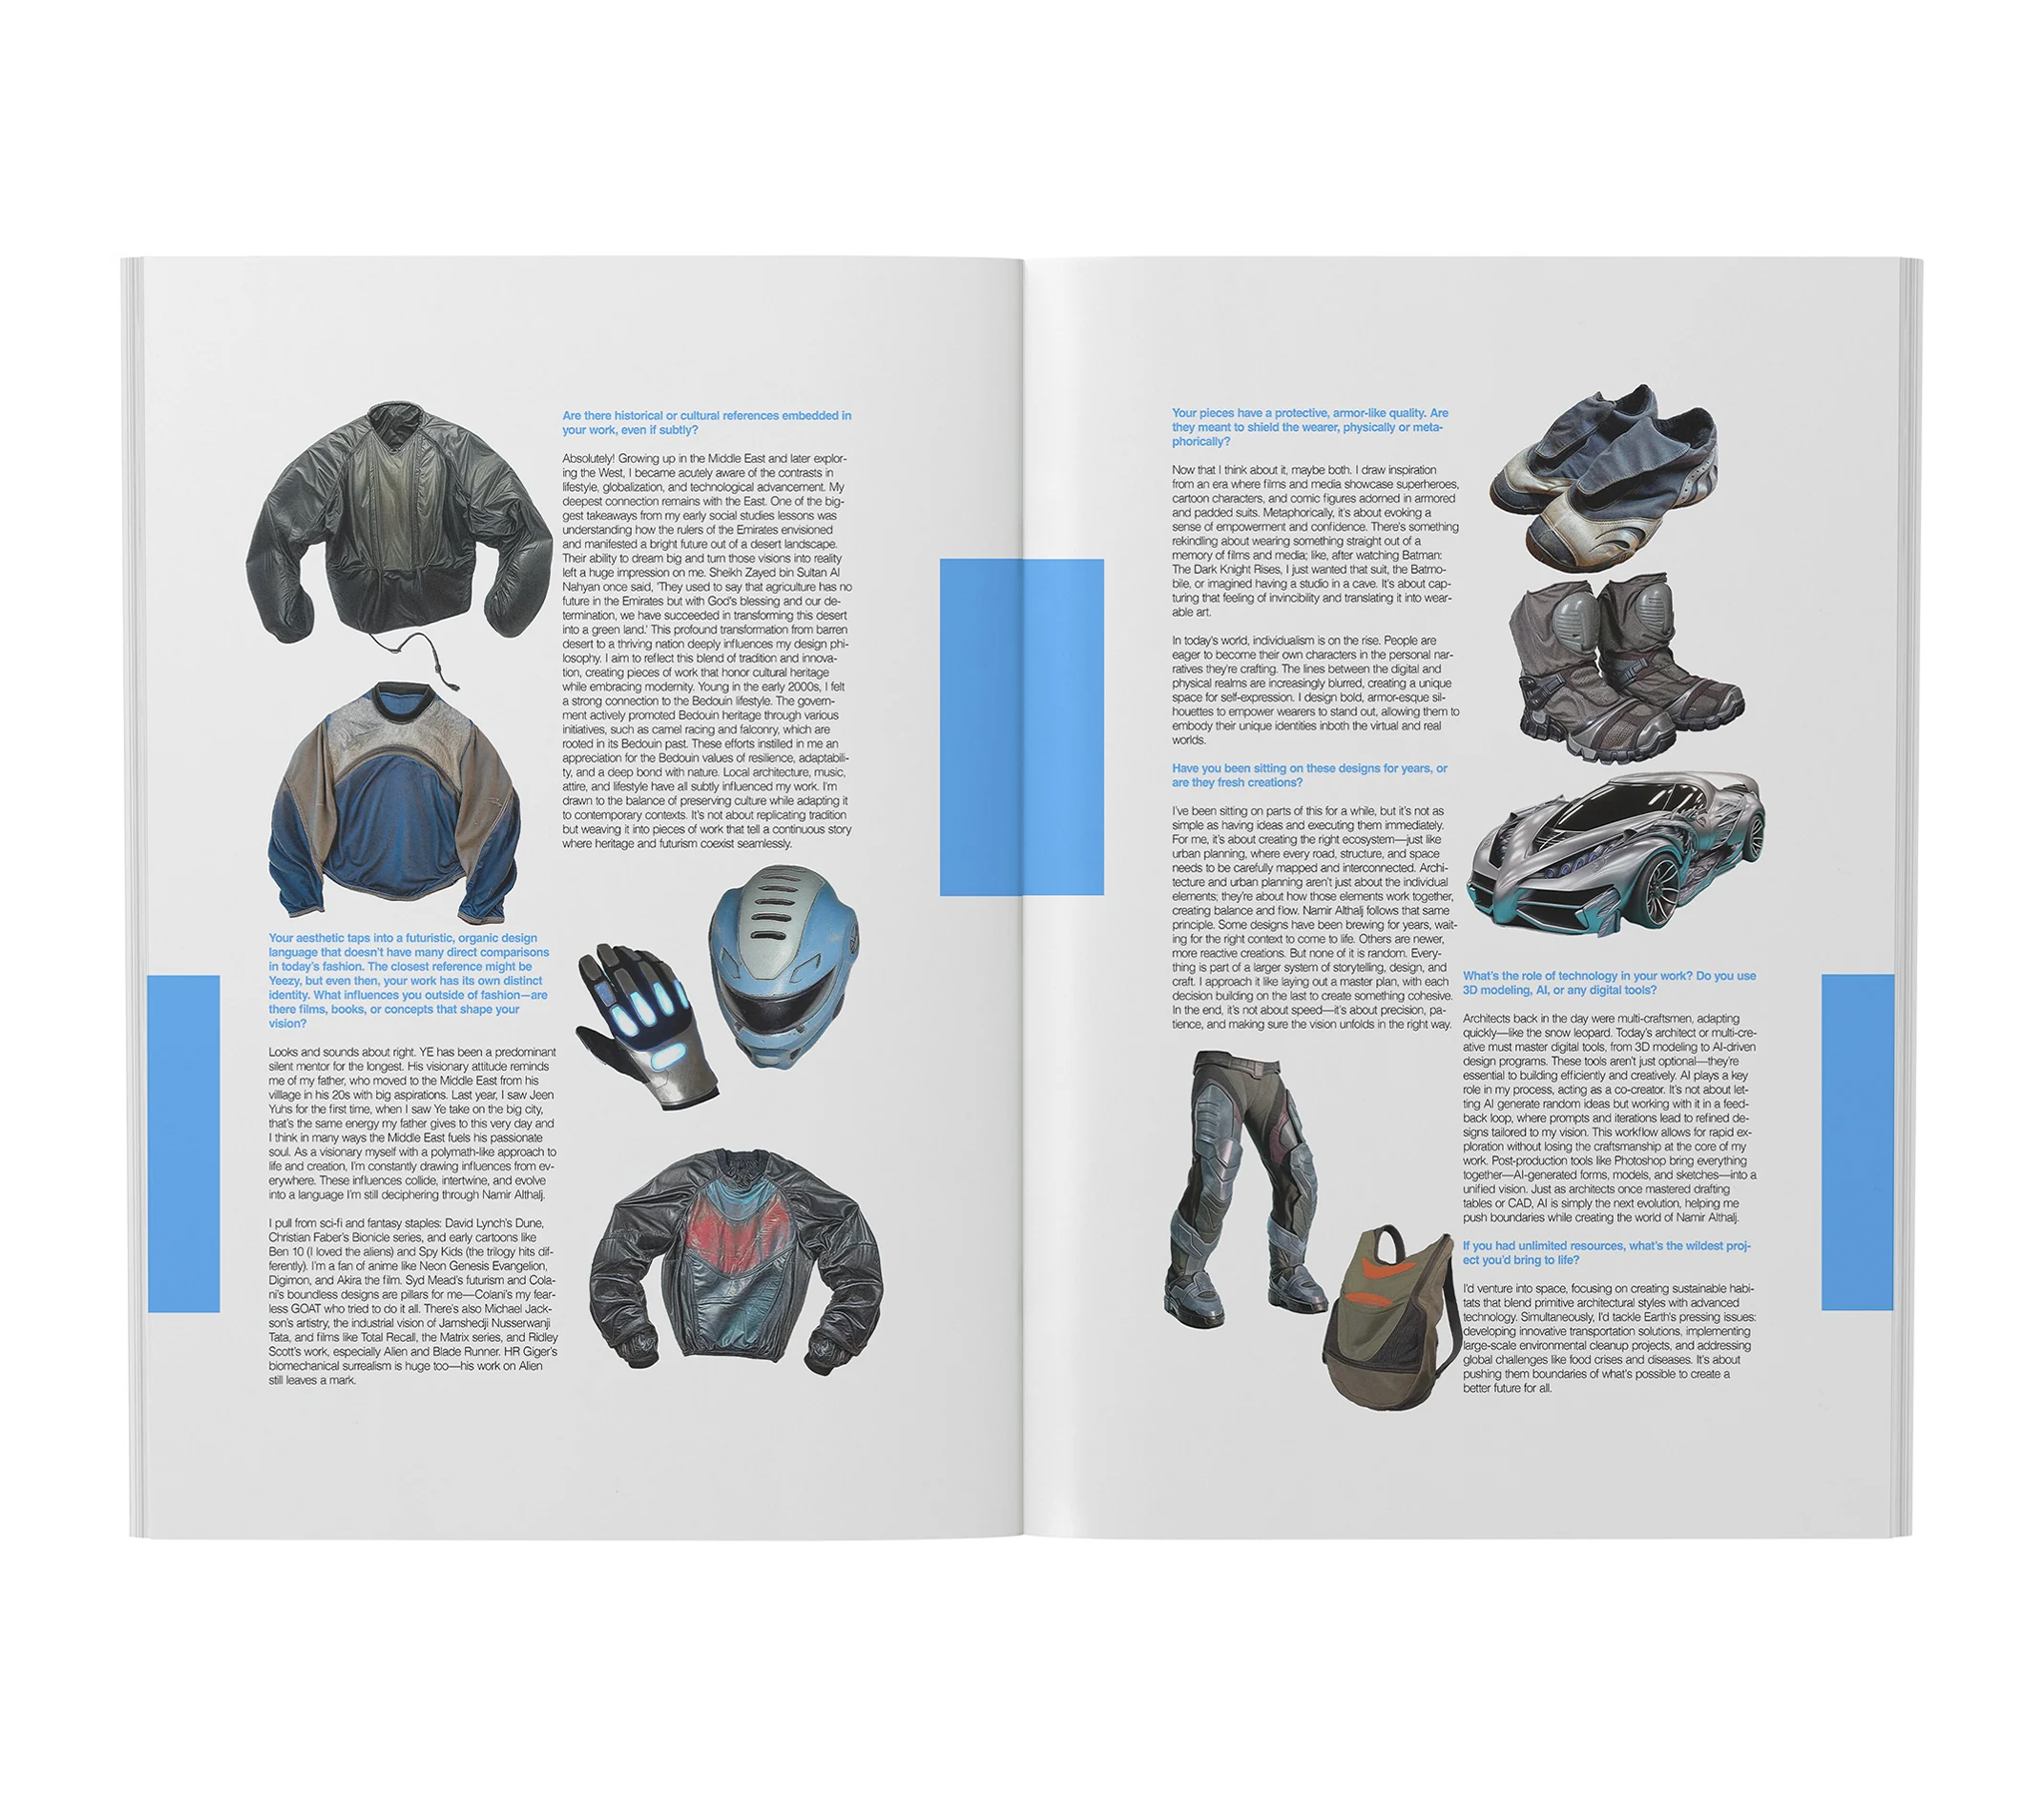 Your aesthetic taps into a futuristic, organic design
language that doesn't have many direct comparisons
in today's fashion. The closest reference might be
Yeezy, but even then, your work has its own distinct
identity. What influences you outside of fashion—are
there films, books, or concepts that shape your
vision?
Looks and sounds about right. YE has been a predominant
silent mentor for the longest. His visionary attitude reminds
me of my father, who moved to the Middle East from his
village in his 20s with big aspirations. Last year, I saw Jeen
Yuhs for the first time, when I saw Ye take on the big city,
that's the same energy my father gives to this very day and
I think in many ways the Middle East fuels his passionate
soul. As a visionary myself with a polymath-like approach to
life and creation, I'm constantly drawing influences from ev-
erywhere. These influences collide, intertwine, and evolve
into a language I'm still deciphering through Namir Althalj.
I pull from sci-fi and fantasy staples: David Lynch's Dune,
Christian Faber's Bionicle series, and early cartoons like
Ben 10 (I loved the aliens) and Spy Kids (the trilogy hits dif-
ferently). I'm a fan of anime like Neon Genesis Evangelion,
Digimon, and Akira the film. Syd Mead's futurism and Cola-
ni's boundless designs are pillars for me—Colani's my fear-
less GOAT who tried to do it all. There's also Michael Jack-
son's artistry, the industrial vision of Jamshedji Nusserwanji
Tata, and films like Total Recall, the Matrix series, and Ridley
Scott's work, especially Alien and Blade Runner. HR Giger's
biomechanical surrealism is huge too—his work on Alien
still leaves a mark.
Are there historical or cultural references embedded in
your work, even if subtly?
Absolutely! Growing up in the Middle East and later explor-
ing the West, I became acutely aware of the contrasts in
lifestyle, globalization, and technological advancement. My
deepest connection remains with the East. One of the big-
gest takeaways from my early social studies lessons was
understanding how the rulers of the Emirates envisioned
and manifested a bright future out of a desert landscape.
Their ability to dream big and turn those visions into reality
left a huge impression on me. Sheikh Zayed bin Sultan Al
Nahyan once said, 'They used to say that agriculture has no
future in the Emirates but with God's blessing and our de-
termination, we have succeeded in transforming this desert
into a green land.' This profound transformation from barren
desert to a thriving nation deeply influences my design phi-
losophy. I aim to reflect this blend of tradition and innova-
tion, creating pieces of work that honor cultural heritage
while embracing modernity. Young in the early 2000s, I felt
a strong connection to the Bedouin lifestyle. The govern-
ment actively promoted Bedouin heritage through various
initiatives, such as camel racing and falconry, which are
rooted in its Bedouin past. These efforts instilled in me an
appreciation for the Bedouin values of resilience, adaptabili-
ty, and a deep bond with nature. Local architecture, music,
attire, and lifestyle have all subtly influenced my work. I'm
drawn to the balance of preserving culture while adapting it
to contemporary contexts. It's not about replicating tradition
but weaving it into pieces of work that tell a continuous story
where heritage and futurism coexist seamlessly.
Your pieces have a protective, armor-like quality. Are
they meant to shield the wearer, physically or meta-
phorically?
Now that I think about it, maybe both. I draw inspiration
from an era where films and media showcase superheroes,
cartoon characters, and comic figures adorned in armored
and padded suits. Metaphorically, it's about evoking a
sense of empowerment and confidence. There's something
rekindling about wearing something straight out of a
memory of films and media; like, after watching Batman:
The Dark Knight Rises, I just wanted that suit, the Batmo-
bile, or imagined having a studio in a cave. It's about cap-
turing that feeling of invincibility and translating it into wear-
able art.
In today's world, individualism is on the rise. People are
eager to become their own characters in the personal nar-
ratives they're crafting. The lines between the digital and
physical realms are increasingly blurred, creating a unique
space for self-expression. I design bold, armor-esque sil-
houettes to empower wearers to stand out, allowing them to
embody their unique identities inboth the virtual and real
worlds.
Have you been sitting on these designs for years, or
are they fresh creations?
I've been sitting on parts of this for a while, but it's not as
simple as having ideas and executing them immediately.
For me, it's about creating the right ecosystem—just like
urban planning, where every road, structure, and space
needs to be carefully mapped and interconnected. Archi-
tecture and urban planning aren't just about the individual
elements; they're about how those elements work together,
creating balance and flow. Namir Althalj follows that same
principle. Some designs have been brewing for years, wait-
ing for the right context to come to life. Others are newer,
more reactive creations. But none of it is random. Every-
thing is part of a larger system of storytelling, design, and
craft. I approach it like laying out a master plan, with each
decision building on the last to create something cohesive.
In the end, it's not about speed—it's about precision, pa-
tience, and making sure the vision unfolds in the right way.
What's the role of technology in your work? Do you use
3D modeling, AI, or any digital tools?
Architects back in the day were multi-craftsmen, adapting
quickly—like the snow leopard. Today's architect or multi-cre-
ative must master digital tools, from 3D modeling to AI-driven
design programs. These tools aren't just optional—they're
essential to building efficiently and creatively. AI plays a key
role in my process, acting as a co-creator. It's not about let-
ting AI generate random ideas but working with it in a feed-
back loop, where prompts and iterations lead to refined de-
signs tailored to my vision. This workflow allows for rapid ex-
ploration without losing the craftsmanship at the core of my
work. Post-production tools like Photoshop bring everything
together—AI-generated forms, models, and sketches—into a
unified vision. Just as architects once mastered drafting
tables or CAD, AI is simply the next evolution, helping me
push boundaries while creating the world of Namir Althalj.
If you had unlimited resources, what's the wildest proj-
ect you'd bring to life?
I'd venture into space, focusing on creating sustainable habi-
tats that blend primitive architectural styles with advanced
technology. Simultaneously, I'd tackle Earth's pressing issues:
developing innovative transportation solutions, implementing
large-scale environmental cleanup projects, and addressing
global challenges like food crises and diseases. It's about
pushing them boundaries of what's possible to create a
better future for all.